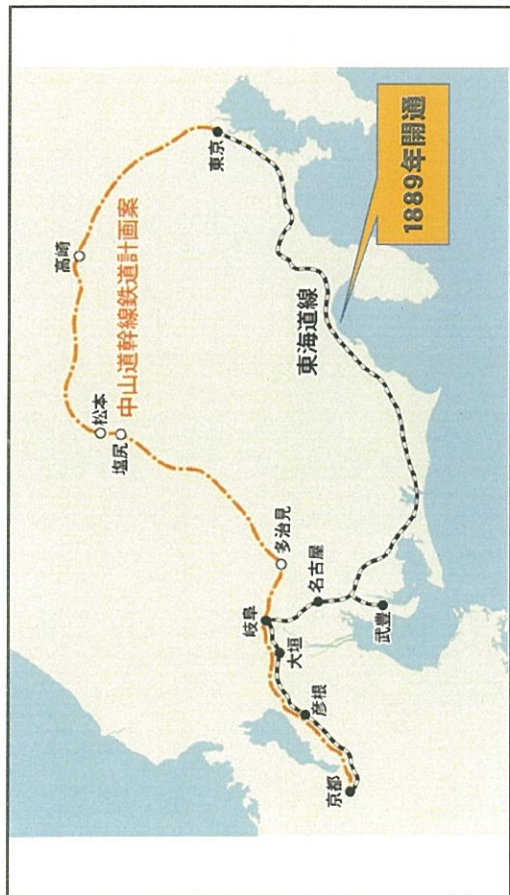 高崎
東京
松本
塩尻
中山道幹線鉄道計画案
多治見
岐阜
名古屋
大垣
彦根
京都
武豊
東海道線
1889年開通